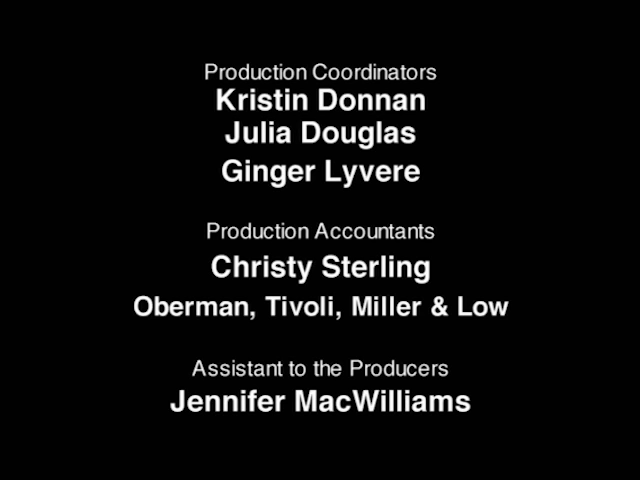 Production Coordinators
Kristin Donnan
Julia Douglas
Ginger Lyvere
Production Accountants
Christy Sterling
Oberman, Tivoli, Miller & Low
Assistant to the Producers
Jennifer MacWilliams